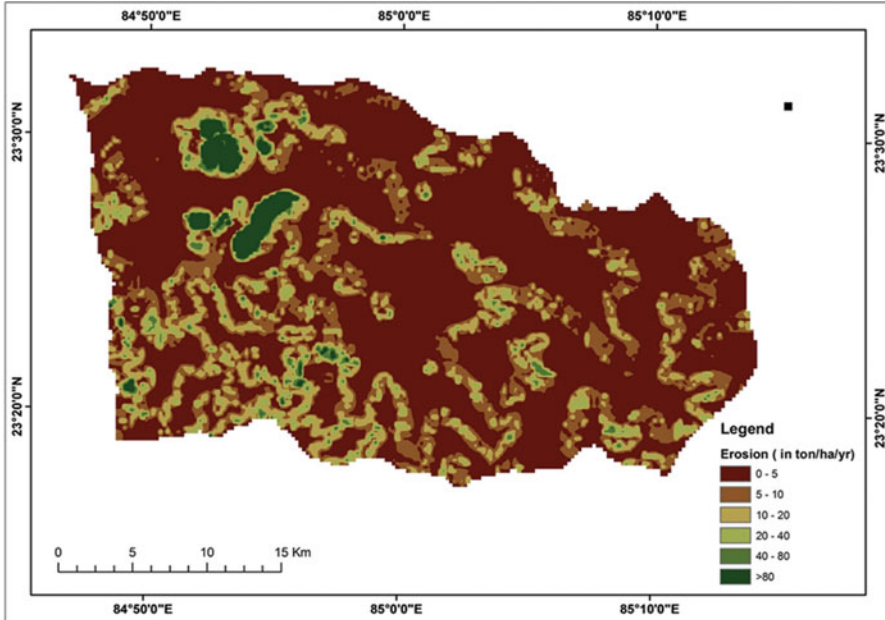 84°50'0"E 85°0'0"E 85°10'0"E
23°30'0"N 23°30'0"N
23°20'0"N 23°20'0"N
Legend
Erosion ( in ton/ha/yr)
0 - 5
5 - 10
10 - 20
20 - 40
40 - 80
>80
0 5 10 15 Km
84°50'0"E 85°0'0"E 85°10'0"E